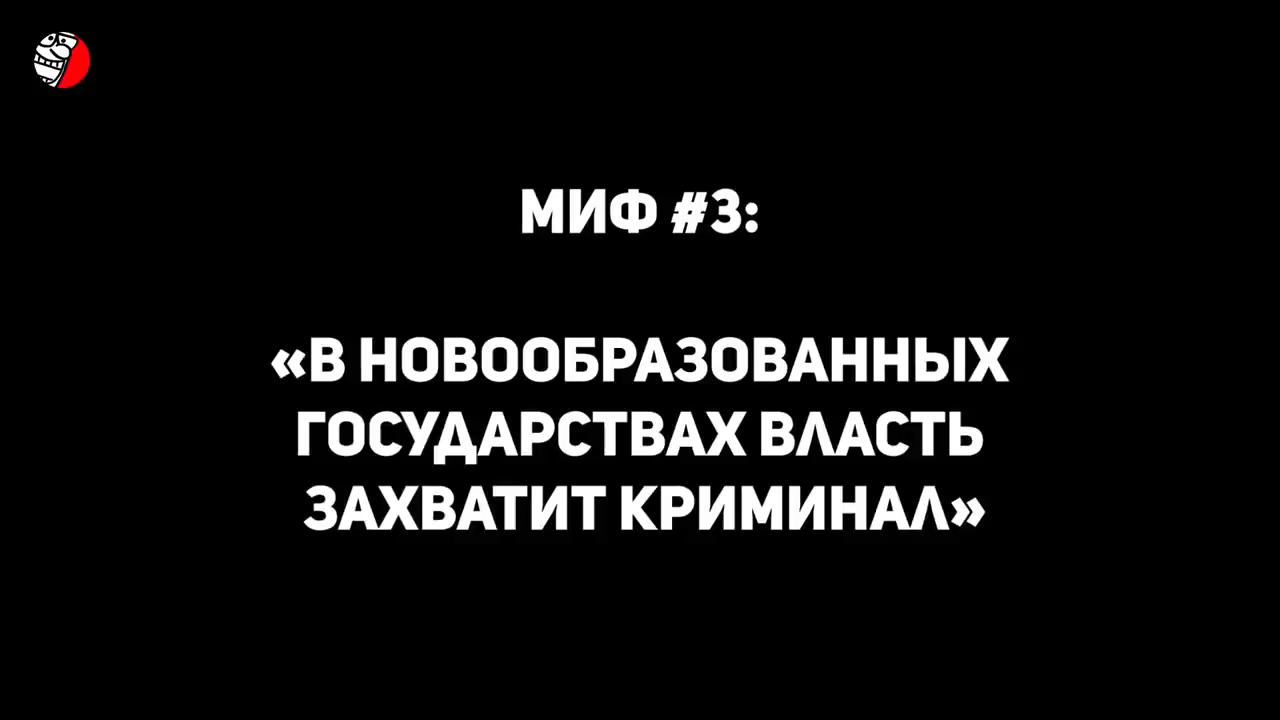 МИФ #3:
«В НОВООБРАЗОВАННЫХ
ГОСУДАРСТВАХ ВЛАСТЬ
ЗАХВАТИТ КРИМИНАЛ»